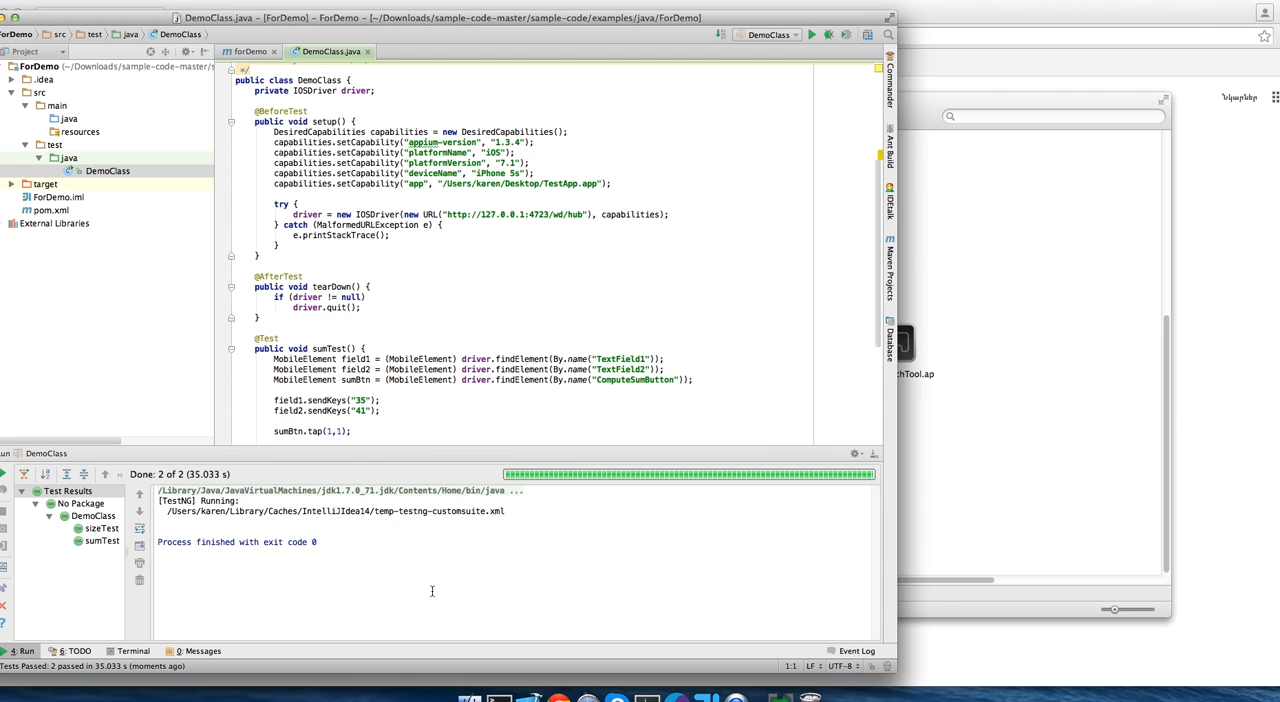 DemoClass.java - [ForDemo] - ForDemo - [~/Downloads/sample-code-master/sample-code/examples/java/ForDemo]
ForDemo src test java DemoClass
DemoClass
Project
forDemo DemoClass.java
ForDemo (~/Downloads/sample-code-master/s
.idea
src
main
java
resources
test
java
DemoClass
target
ForDemo.iml
pom.xml
External Libraries
*/
public class DemoClass {
private IOSDriver driver;
@BeforeTest
public void setup() {
DesiredCapabilities capabilities = new DesiredCapabilities();
capabilities.setCapability("appium-version", "1.3.4");
capabilities.setCapability("platformName", "iOS");
capabilities.setCapability("platformVersion", "7.1");
capabilities.setCapability("deviceName", "iPhone 5s");
capabilities.setCapability("app", "/Users/karen/Desktop/TestApp.app");
try {
driver = new IOSDriver(new URL("http://127.0.0.1:4723/wd/hub"), capabilities);
} catch (MalformedURLException e) {
e.printStackTrace();
}
}
@AfterTest
public void tearDown() {
if (driver != null)
driver.quit();
}
@Test
public void sumTest() {
MobileElement field1 = (MobileElement) driver.findElement(By.name("TextField1"));
MobileElement field2 = (MobileElement) driver.findElement(By.name("TextField2"));
MobileElement sumBtn = (MobileElement) driver.findElement(By.name("ComputeSumButton"));
field1.sendKeys("35");
field2.sendKeys("41");
sumBtn.tap(1,1);
Commander
Ant Build
IDEtalk
Maven Projects
Database
Նկարներ
chTool.ap
un DemoClass
Done: 2 of 2 (35.033 s)
Test Results
No Package
DemoClass
sizeTest
sumTest
/Library/Java/JavaVirtualMachines/jdk1.7.0_71.jdk/Contents/Home/bin/java ...
[TestNG] Running:
/Users/karen/Library/Caches/IntelliJIdea14/temp-testng-customsuite.xml
Process finished with exit code 0
4: Run 6: TODO Terminal 0: Messages Event Log
Tests Passed: 2 passed in 35.033 s (moments ago) 1:1 LF UTF-8